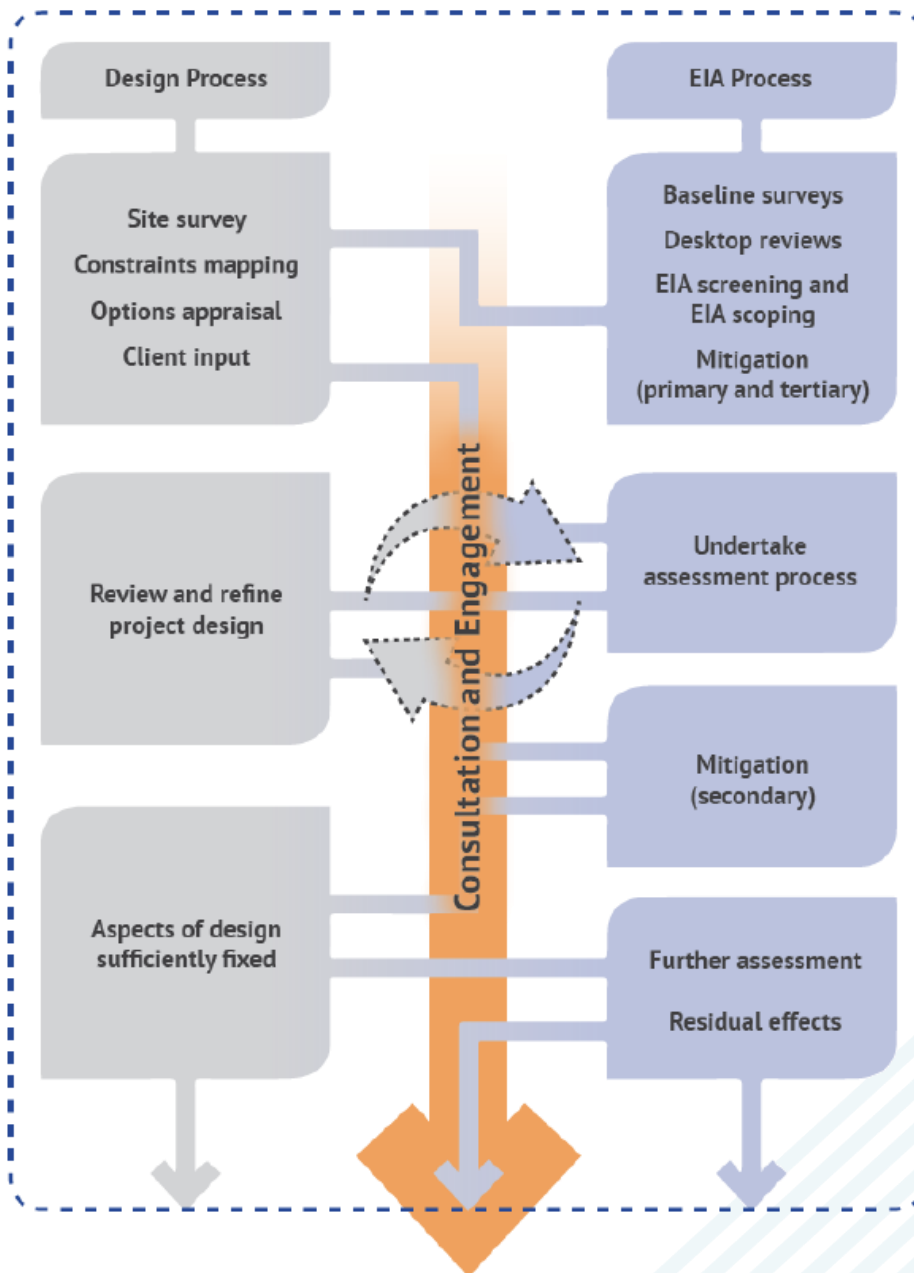 Design Process
EIA Process
Site survey
Constraints mapping
Options appraisal
Client input
Baseline surveys
Desktop reviews
EIA screening and
EIA scoping
Mitigation
(primary and tertiary)
Consultation and Engagement
Review and refine
project design
Undertake
assessment process
Mitigation
(secondary)
Aspects of design
sufficiently fixed
Further assessment
Residual effects